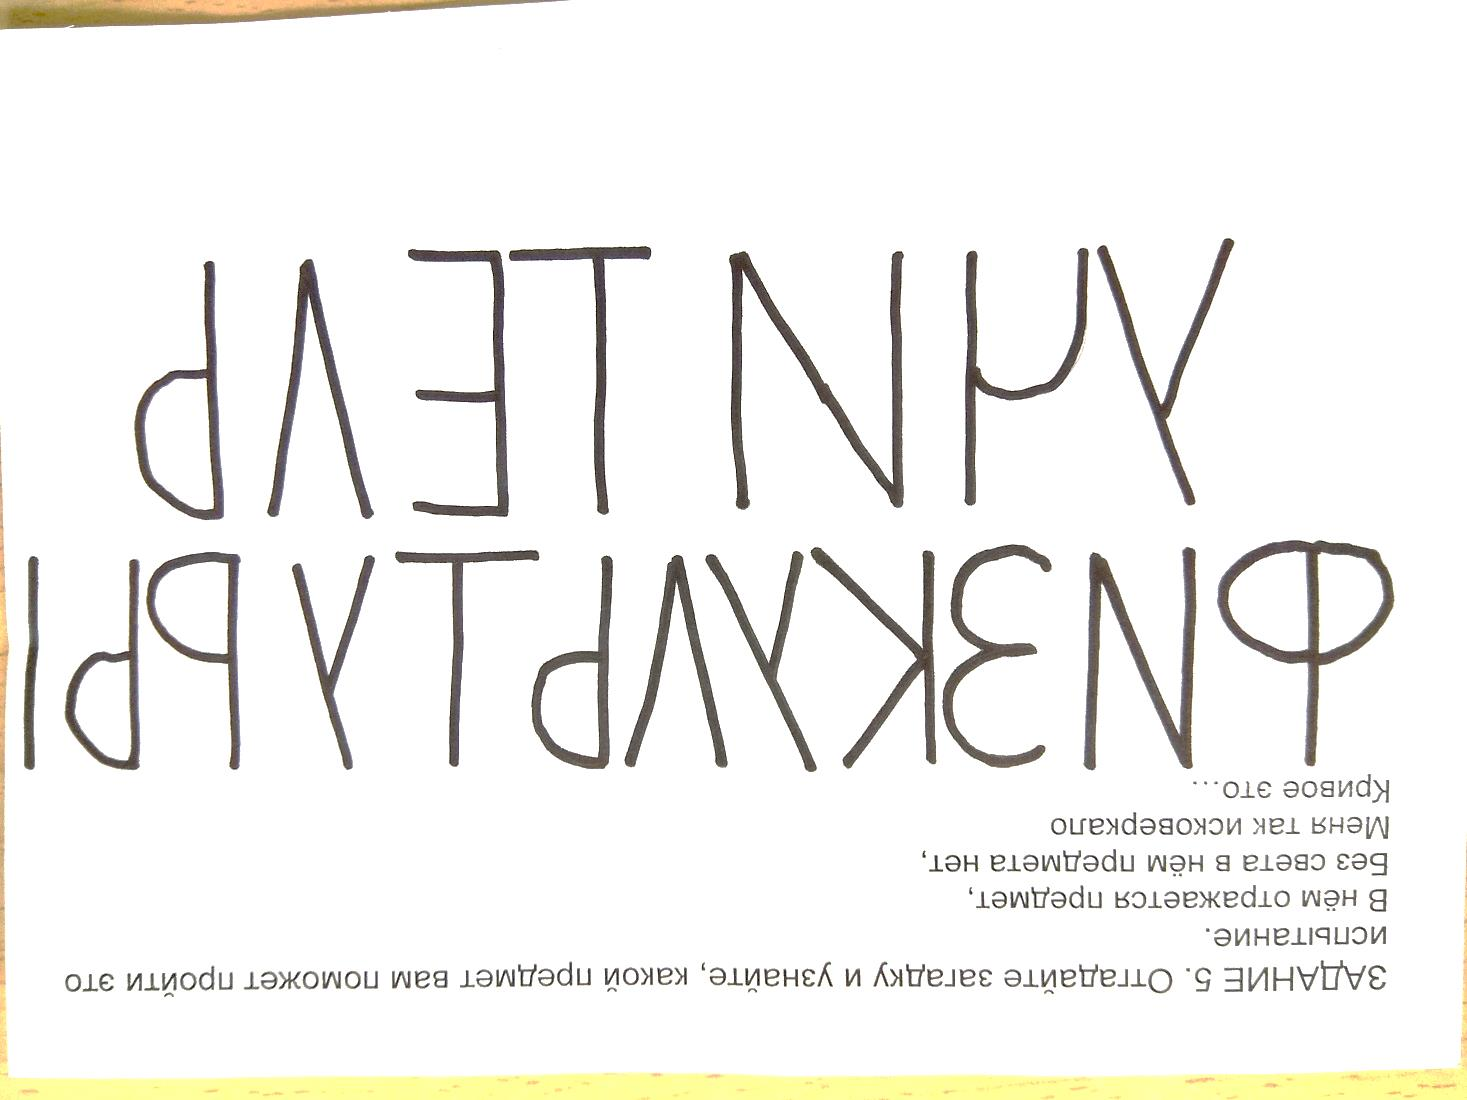 ЗАДАНИЕ 5. Отгадайте загадку и узнайте, какой предмет вам поможет пройти это
испытание.
В нём отражается предмет,
Без света в нём предмета нет,
Меня так исковеркало
Кривое это…
УЧИТЕЛЬ
ФИЗКУЛЬТУРЫ